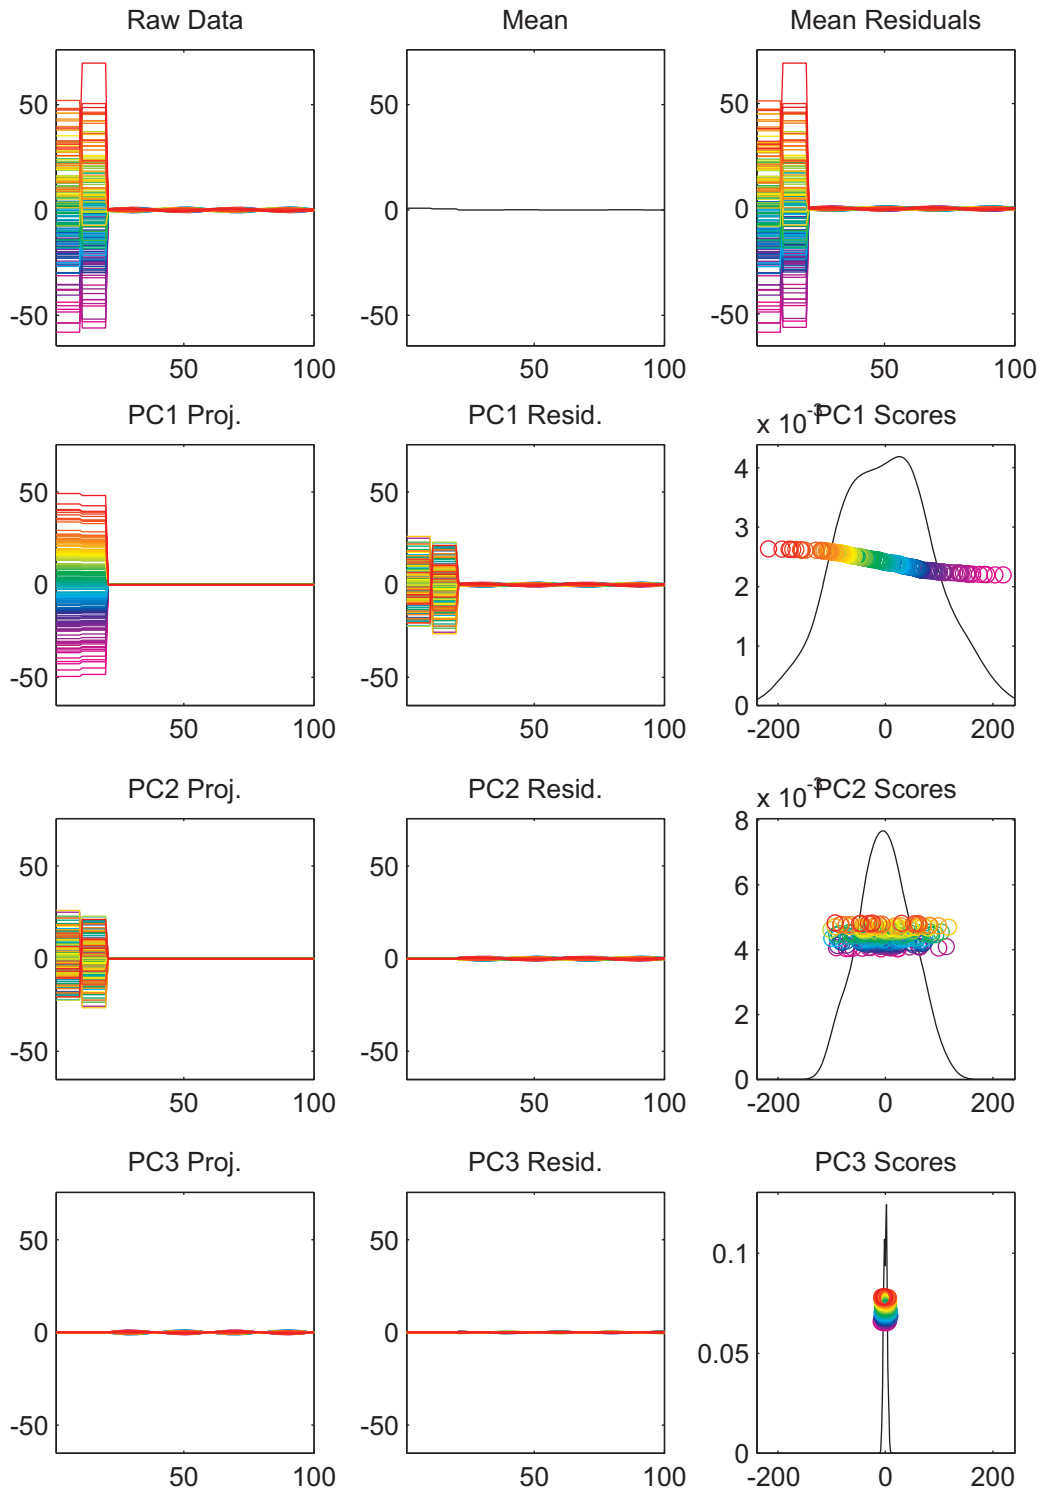 Raw Data Mean Mean Residuals
50 50 50
0 0 0
-50 -50 -50
50 100 50 100 50 100
PC1 Proj. PC1 Resid. x 10-3 PC1 Scores
50 50 4
3
0 0 2
1
-50 -50 0
50 100 50 100 -200 0 200
PC2 Proj. PC2 Resid. x 10-3 PC2 Scores
50 50 8
6
0 0 4
2
-50 -50 0
50 100 50 100 -200 0 200
PC3 Proj. PC3 Resid. PC3 Scores
50 50 0.1
0 0 0.05
-50 -50 0
50 100 50 100 -200 0 200